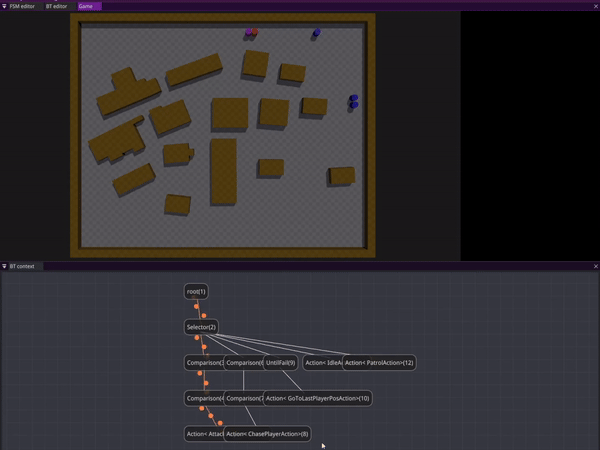 FSM editor BT editor Game
BT context
root(1)
Selector(2)
Comparison( Comparison( UntilFail(9) Action< IdleA Action< PatrolAction>(12)
Comparison( Comparison( Action< GoToLastPlayerPosAction>(10)
Action< Attac Action< ChasePlayerAction>(8)